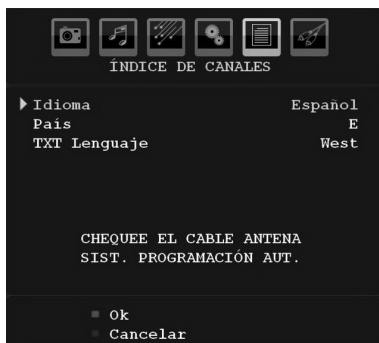 ÍNDICE DE CANALES
Idioma Español
País E
TXT Lenguaje West
CHEQUEE EL CABLE ANTENA
SIST. PROGRAMACIÓN AUT.
Ok
Cancelar